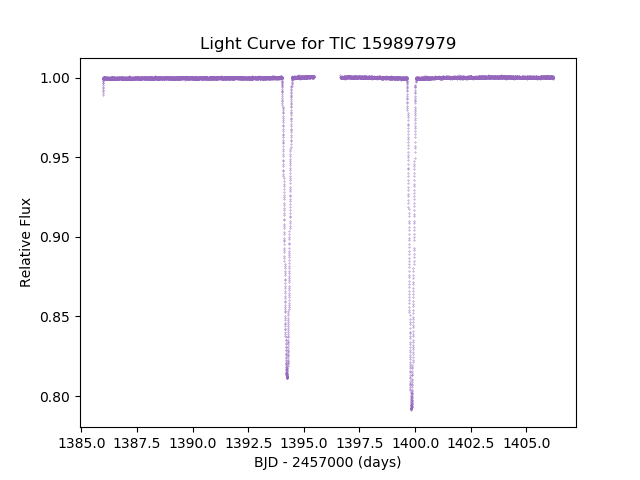 Light Curve for TIC 159897979
1.00
0.95
0.90
0.85
0.80
Relative Flux
1385.0 1387.5 1390.0 1392.5 1395.0 1397.5 1400.0 1402.5 1405.0
BJD - 2457000 (days)